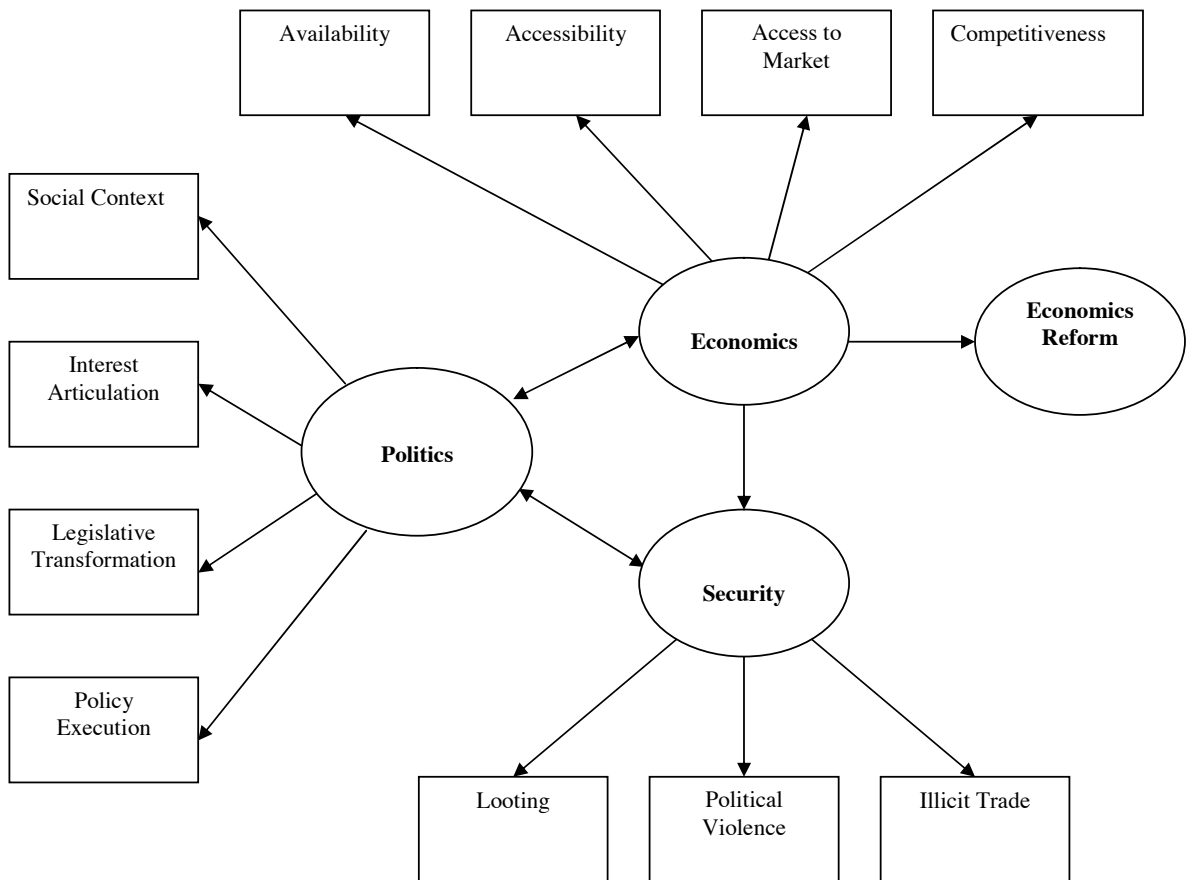 Availability
Accessibility
Access to
Market
Competitiveness
Social Context
Economics
Reform
Economics
Interest
Articulation
Politics
Legislative
Transformation
Security
Policy
Execution
Looting
Political
Violence
Illicit Trade